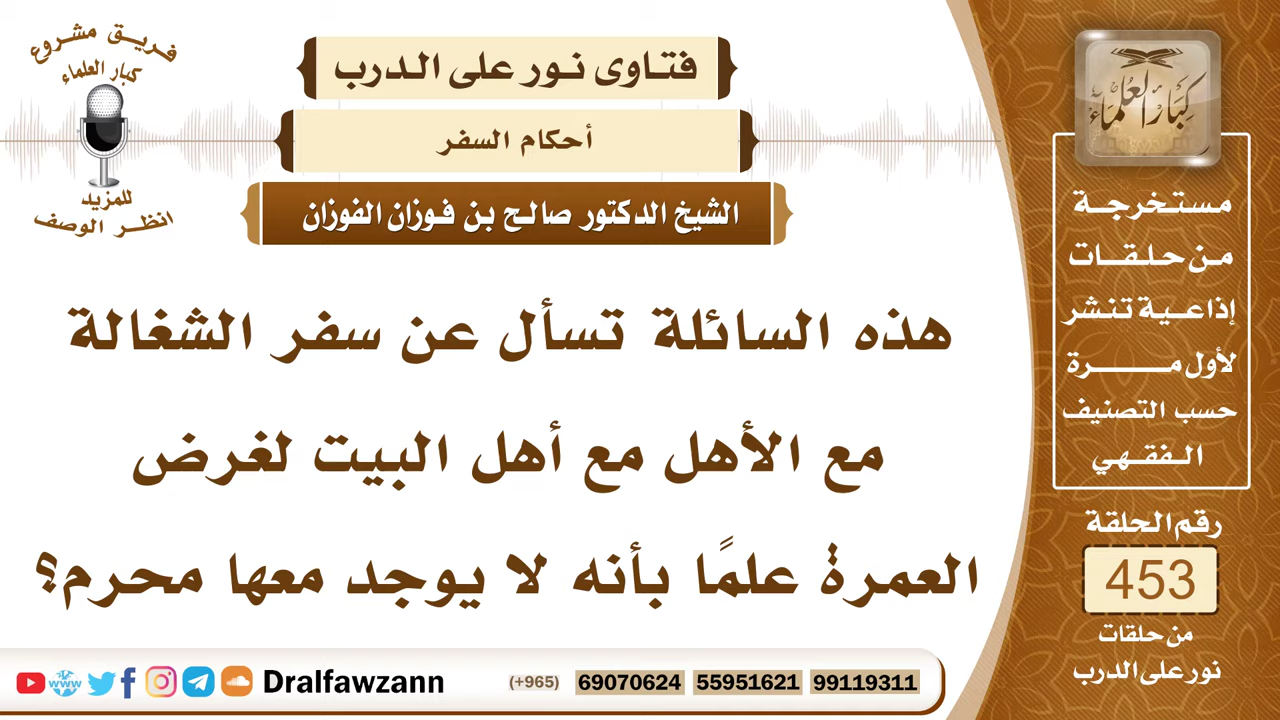 فريق مشروع
كبار العلماء
للمزيد
انظر الوصف
فتاوى نور على الدرب
أحكام السفر
الشيخ الدكتور صالح بن فوزان الفوزان
هذه السائلة تسأل عن سفر الشغالة
مع الأهل مع أهل البيت لغرض
العمرة علمًا بأنه لا يوجد معها محرم؟
كبار العلماء
مستخرجة
من حلقات
إذاعية تنشر
لأول مرة
حسب التصنيف
الفقهي
رقم الحلقة
453
من حلقات
نور على الدرب
www
Dralfawzann
(+965) 69070624 55951621 99119311